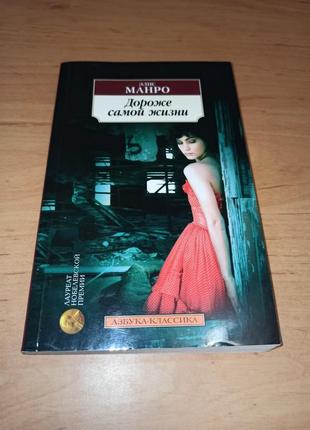 ЭЛИС
МАНРО
Дороже
самой жизни
ЛАУРЕАТ
НОБЕЛЕВСКОЙ
ПРЕМИИ
АЗБУКА-КЛАССИКА